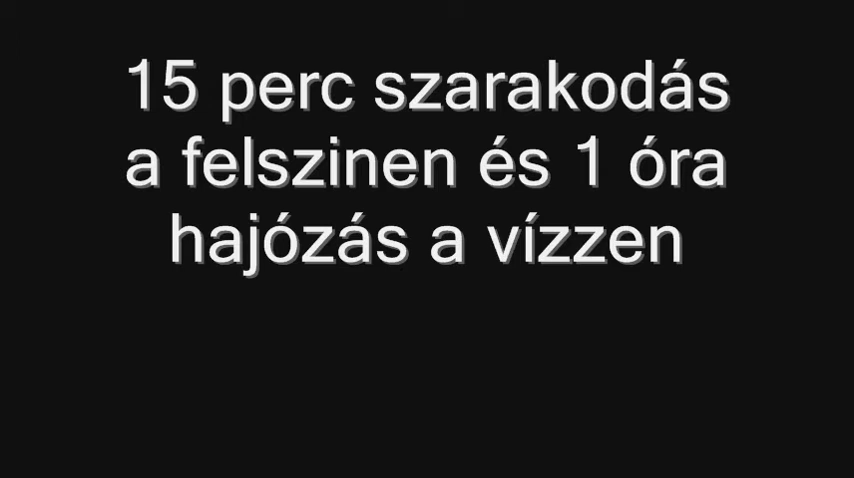 15 perc szarakodás
a felszinen és 1 óra
hajózás a vízzen